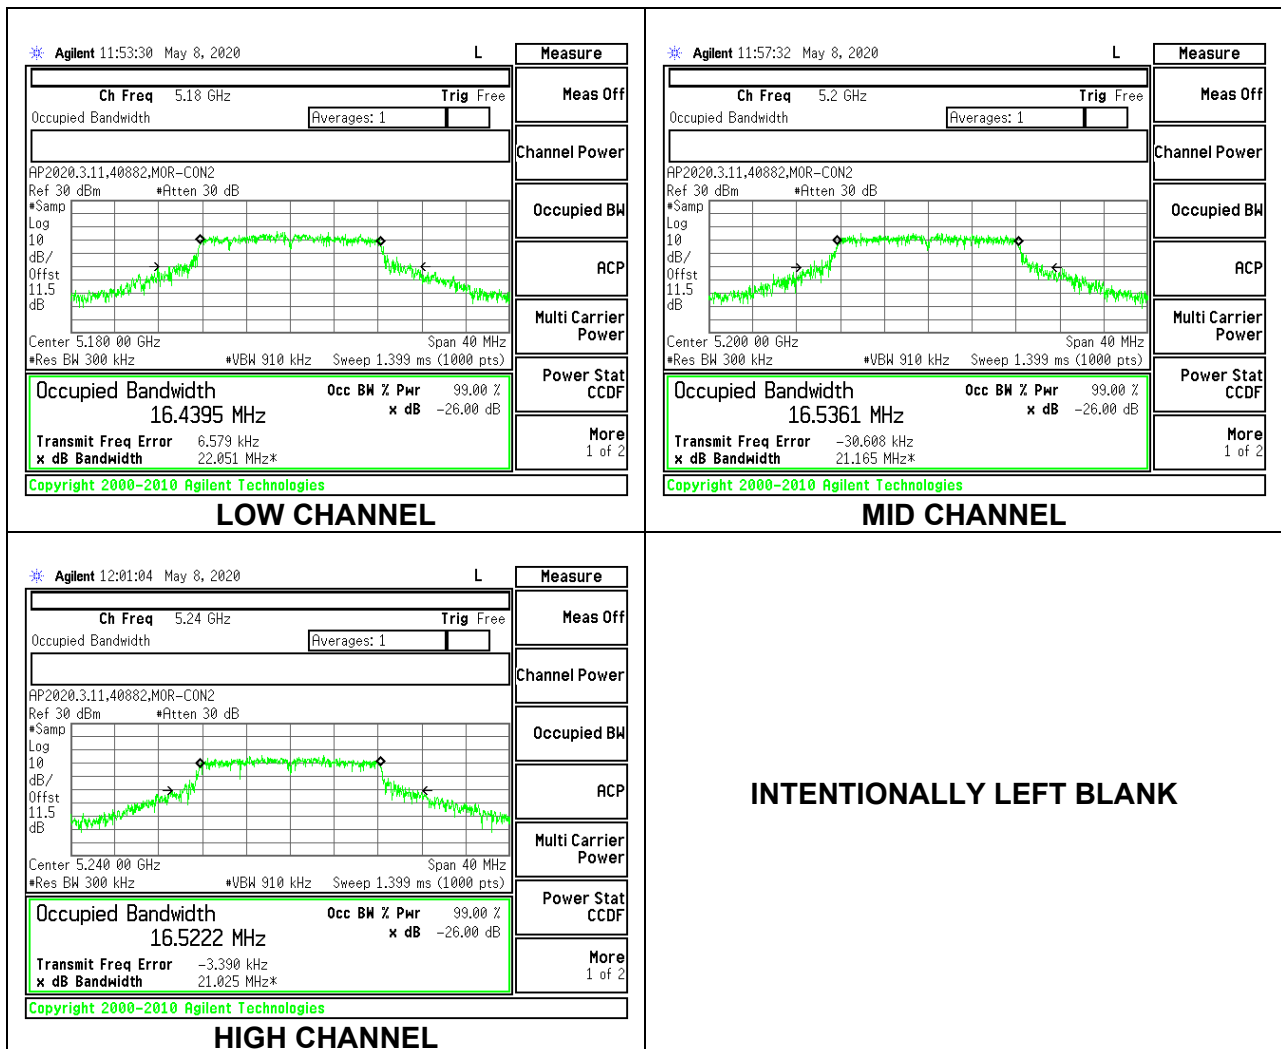 Agilent 11:53:30 May 8, 2020 L
Measure
Ch Freq 5.18 GHz Trig Free
Occupied Bandwidth Averages: 1
AP2020.3.11,40882,MOR-CON2
Ref 30 dBm #Atten 30 dB
#Samp
Log
10
dB/
Offst
11.5
dB
Center 5.180 00 GHz Span 40 MHz
#Res BW 300 kHz #VBW 910 kHz Sweep 1.399 ms (1000 pts)
Occupied Bandwidth Occ BW % Pwr 99.00 %
16.4395 MHz x dB -26.00 dB
Transmit Freq Error 6.579 kHz
x dB Bandwidth 22.051 MHz*
Copyright 2000-2010 Agilent Technologies
Meas Off
Channel Power
Occupied BW
ACP
Multi Carrier
Power
Power Stat
CCDF
More
1 of 2
LOW CHANNEL
Agilent 11:57:32 May 8, 2020 L
Measure
Ch Freq 5.2 GHz Trig Free
Occupied Bandwidth Averages: 1
AP2020.3.11,40882,MOR-CON2
Ref 30 dBm #Atten 30 dB
#Samp
Log
10
dB/
Offst
11.5
dB
Center 5.200 00 GHz Span 40 MHz
#Res BW 300 kHz #VBW 910 kHz Sweep 1.399 ms (1000 pts)
Occupied Bandwidth Occ BW % Pwr 99.00 %
16.5361 MHz x dB -26.00 dB
Transmit Freq Error -30.608 kHz
x dB Bandwidth 21.165 MHz*
Copyright 2000-2010 Agilent Technologies
Meas Off
Channel Power
Occupied BW
ACP
Multi Carrier
Power
Power Stat
CCDF
More
1 of 2
MID CHANNEL
Agilent 12:01:04 May 8, 2020 L
Measure
Ch Freq 5.24 GHz Trig Free
Occupied Bandwidth Averages: 1
AP2020.3.11,40882,MOR-CON2
Ref 30 dBm #Atten 30 dB
#Samp
Log
10
dB/
Offst
11.5
dB
Center 5.240 00 GHz Span 40 MHz
#Res BW 300 kHz #VBW 910 kHz Sweep 1.399 ms (1000 pts)
Occupied Bandwidth Occ BW % Pwr 99.00 %
16.5222 MHz x dB -26.00 dB
Transmit Freq Error -3.390 kHz
x dB Bandwidth 21.025 MHz*
Copyright 2000-2010 Agilent Technologies
Meas Off
Channel Power
Occupied BW
ACP
Multi Carrier
Power
Power Stat
CCDF
More
1 of 2
HIGH CHANNEL
INTENTIONALLY LEFT BLANK